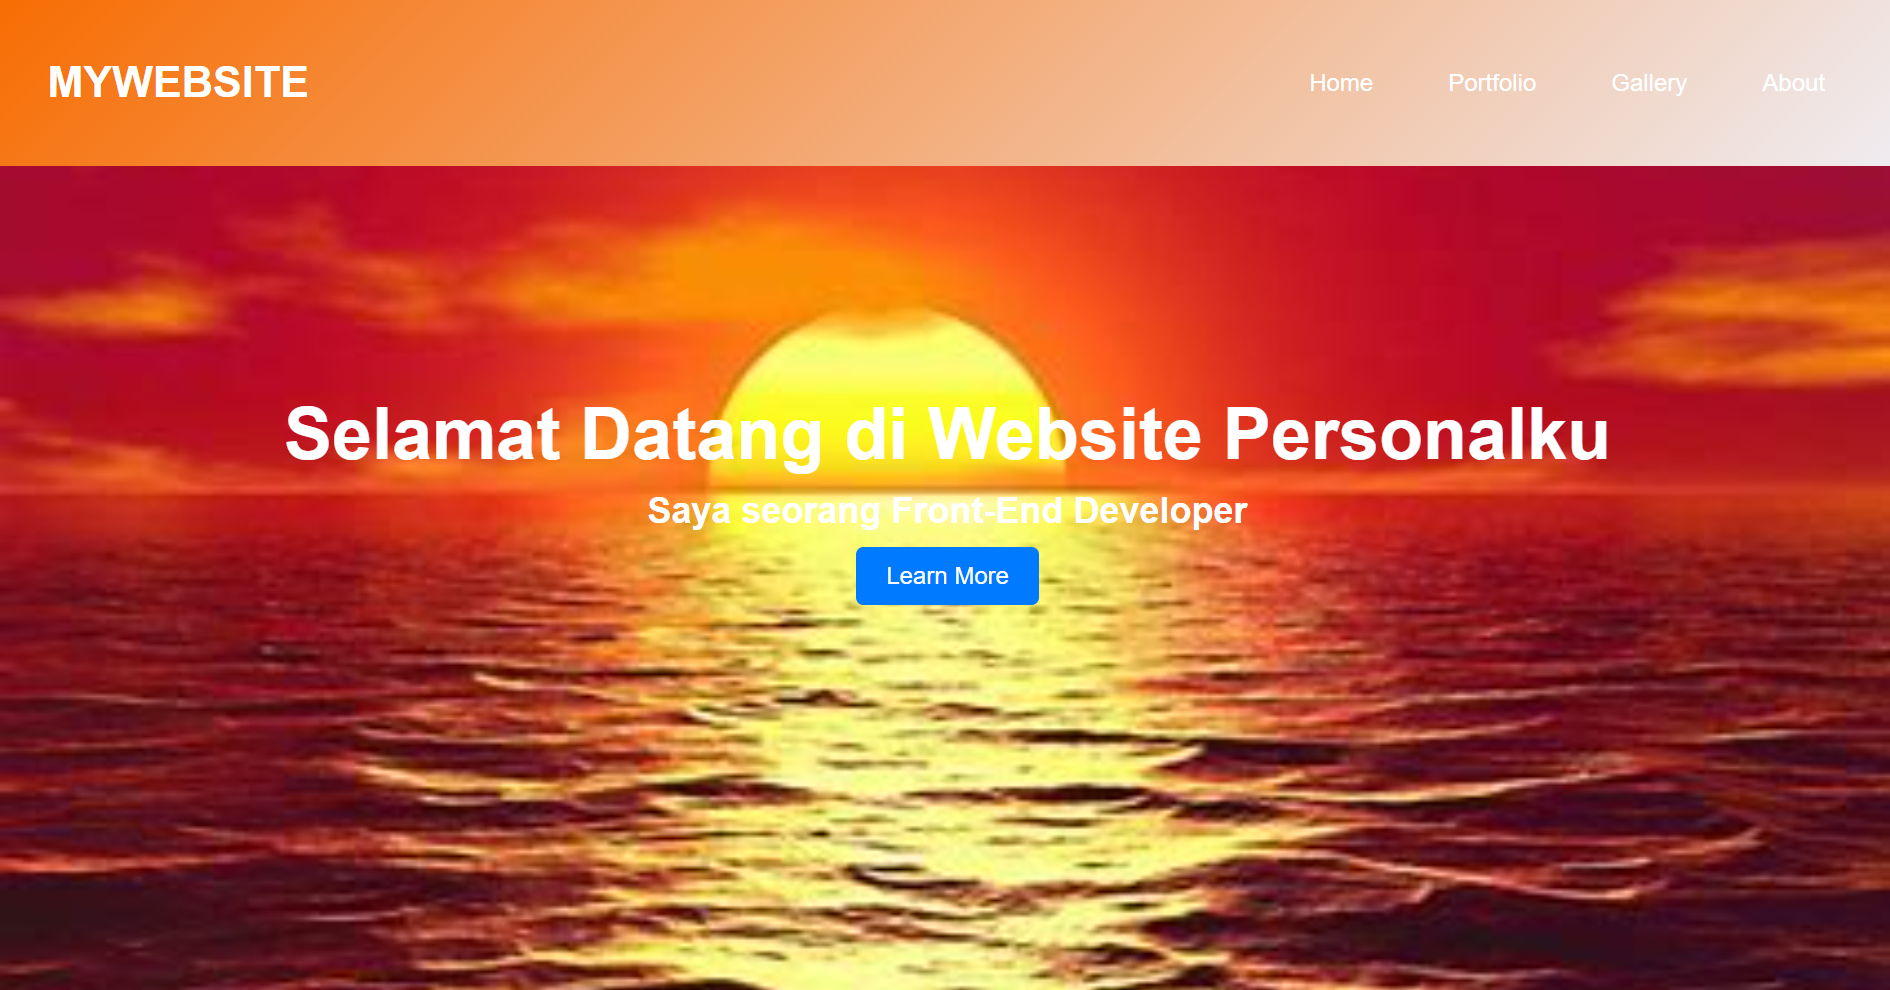 MYWEBSITE
Home Portfolio Gallery About
Selamat Datang di Website Personalku
Saya seorang Front-End Developer
Learn More